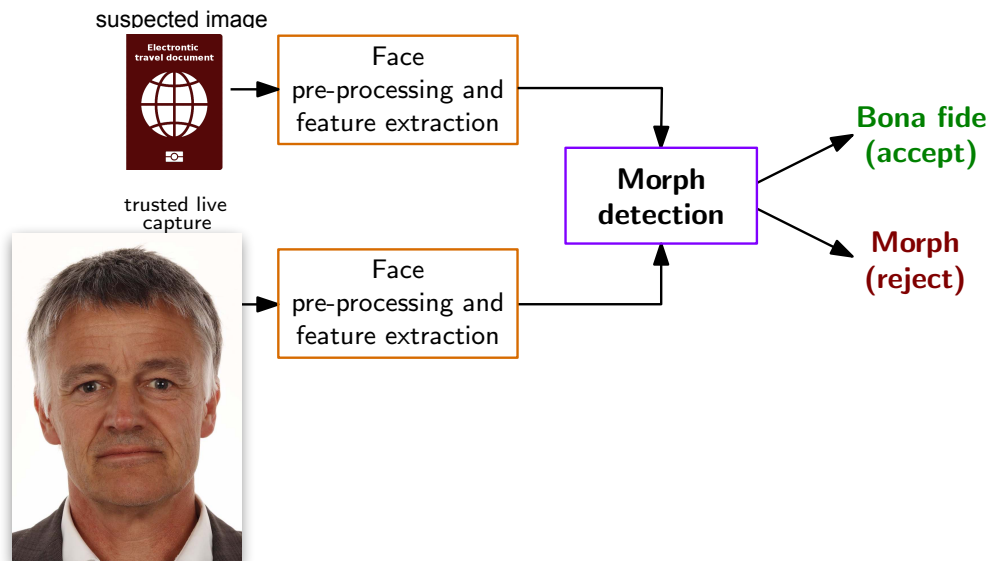 suspected image
Electrontic
travel document
Face
pre-processing and
feature extraction
trusted live
capture
Face
pre-processing and
feature extraction
Morph
detection
Bona fide
(accept)
Morph
(reject)